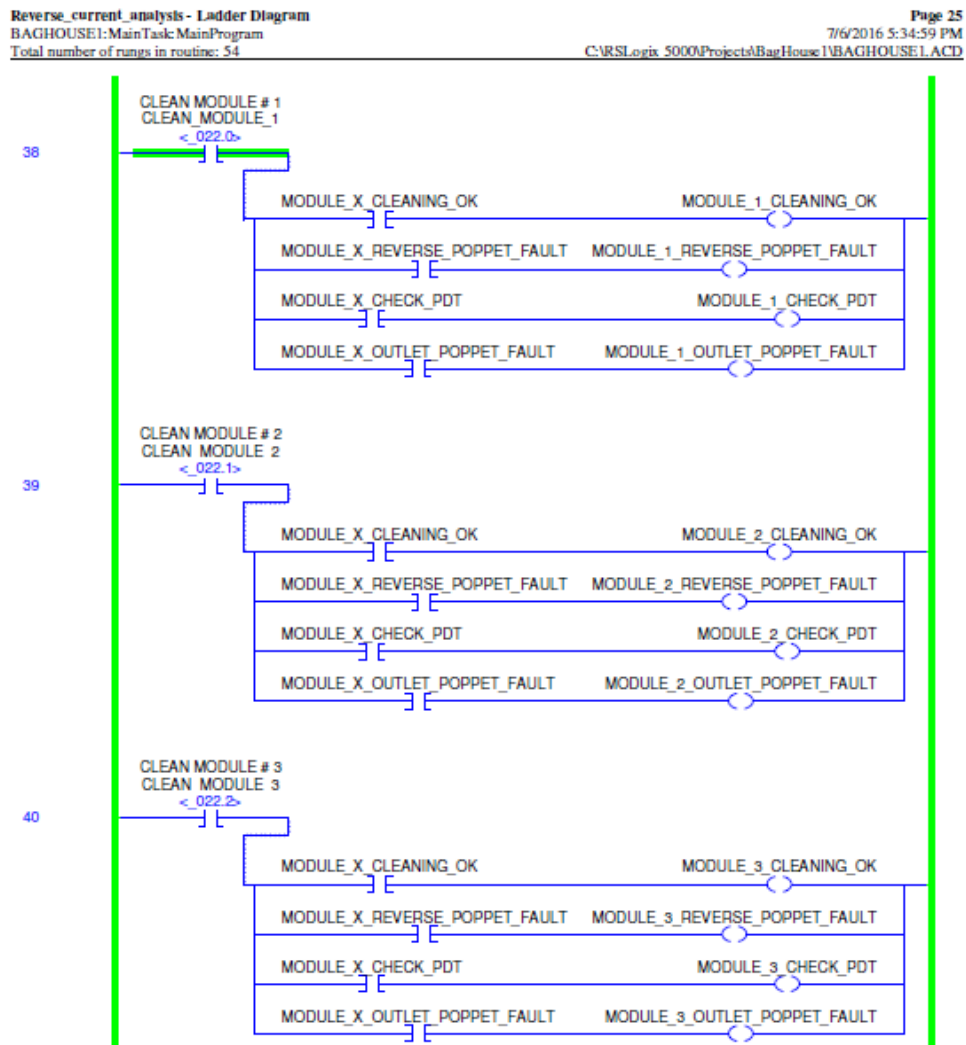 Reverse_current_analysis - Ladder Diagram Page 25
BAGHOUSE1:MainTask:MainProgram 7/6/2016 5:34:59 PM
Total number of rungs in routine: 54 C:\RSLogix 5000\Projects\BagHouse1\BAGHOUSE1.ACD
CLEAN MODULE # 1
CLEAN_MODULE_1
<_022.0>
38
MODULE_X_CLEANING_OK MODULE_1_CLEANING_OK
MODULE_X_REVERSE_POPPET_FAULT MODULE_1_REVERSE_POPPET_FAULT
MODULE_X_CHECK_PDT MODULE_1_CHECK_PDT
MODULE_X_OUTLET_POPPET_FAULT MODULE_1_OUTLET_POPPET_FAULT
CLEAN MODULE # 2
CLEAN_MODULE_2
<_022.1>
39
MODULE_X_CLEANING_OK MODULE_2_CLEANING_OK
MODULE_X_REVERSE_POPPET_FAULT MODULE_2_REVERSE_POPPET_FAULT
MODULE_X_CHECK_PDT MODULE_2_CHECK_PDT
MODULE_X_OUTLET_POPPET_FAULT MODULE_2_OUTLET_POPPET_FAULT
CLEAN MODULE # 3
CLEAN_MODULE_3
<_022.2>
40
MODULE_X_CLEANING_OK MODULE_3_CLEANING_OK
MODULE_X_REVERSE_POPPET_FAULT MODULE_3_REVERSE_POPPET_FAULT
MODULE_X_CHECK_PDT MODULE_3_CHECK_PDT
MODULE_X_OUTLET_POPPET_FAULT MODULE_3_OUTLET_POPPET_FAULT